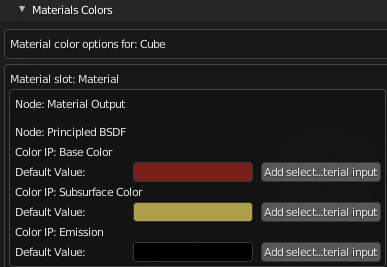 Materials Colors
Material color options for: Cube
Material slot: Material
Node: Material Output
Node: Principled BSDF
Color IP: Base Color
Default Value: Add select...terial input
Color IP: Subsurface Color
Default Value: Add select...terial input
Color IP: Emission
Default Value: Add select...terial input